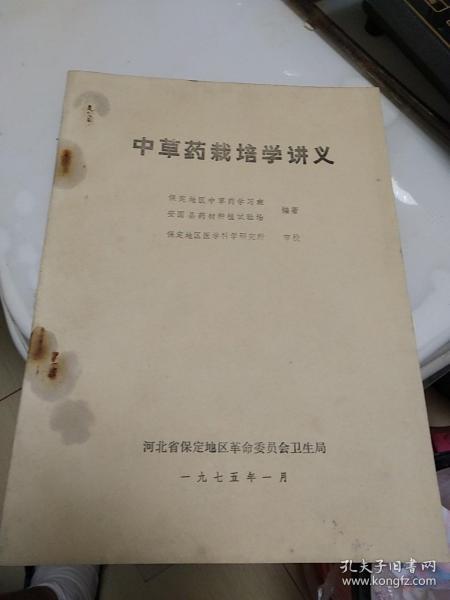 中草药栽培学讲义
保定地区中草药学习班
安国县药材种植试验场
编著
保定地区医学科学研究所 审校
河北省保定地区革命委员会卫生局
一九七五年一月
孔夫子旧书网
www.kongfz.com